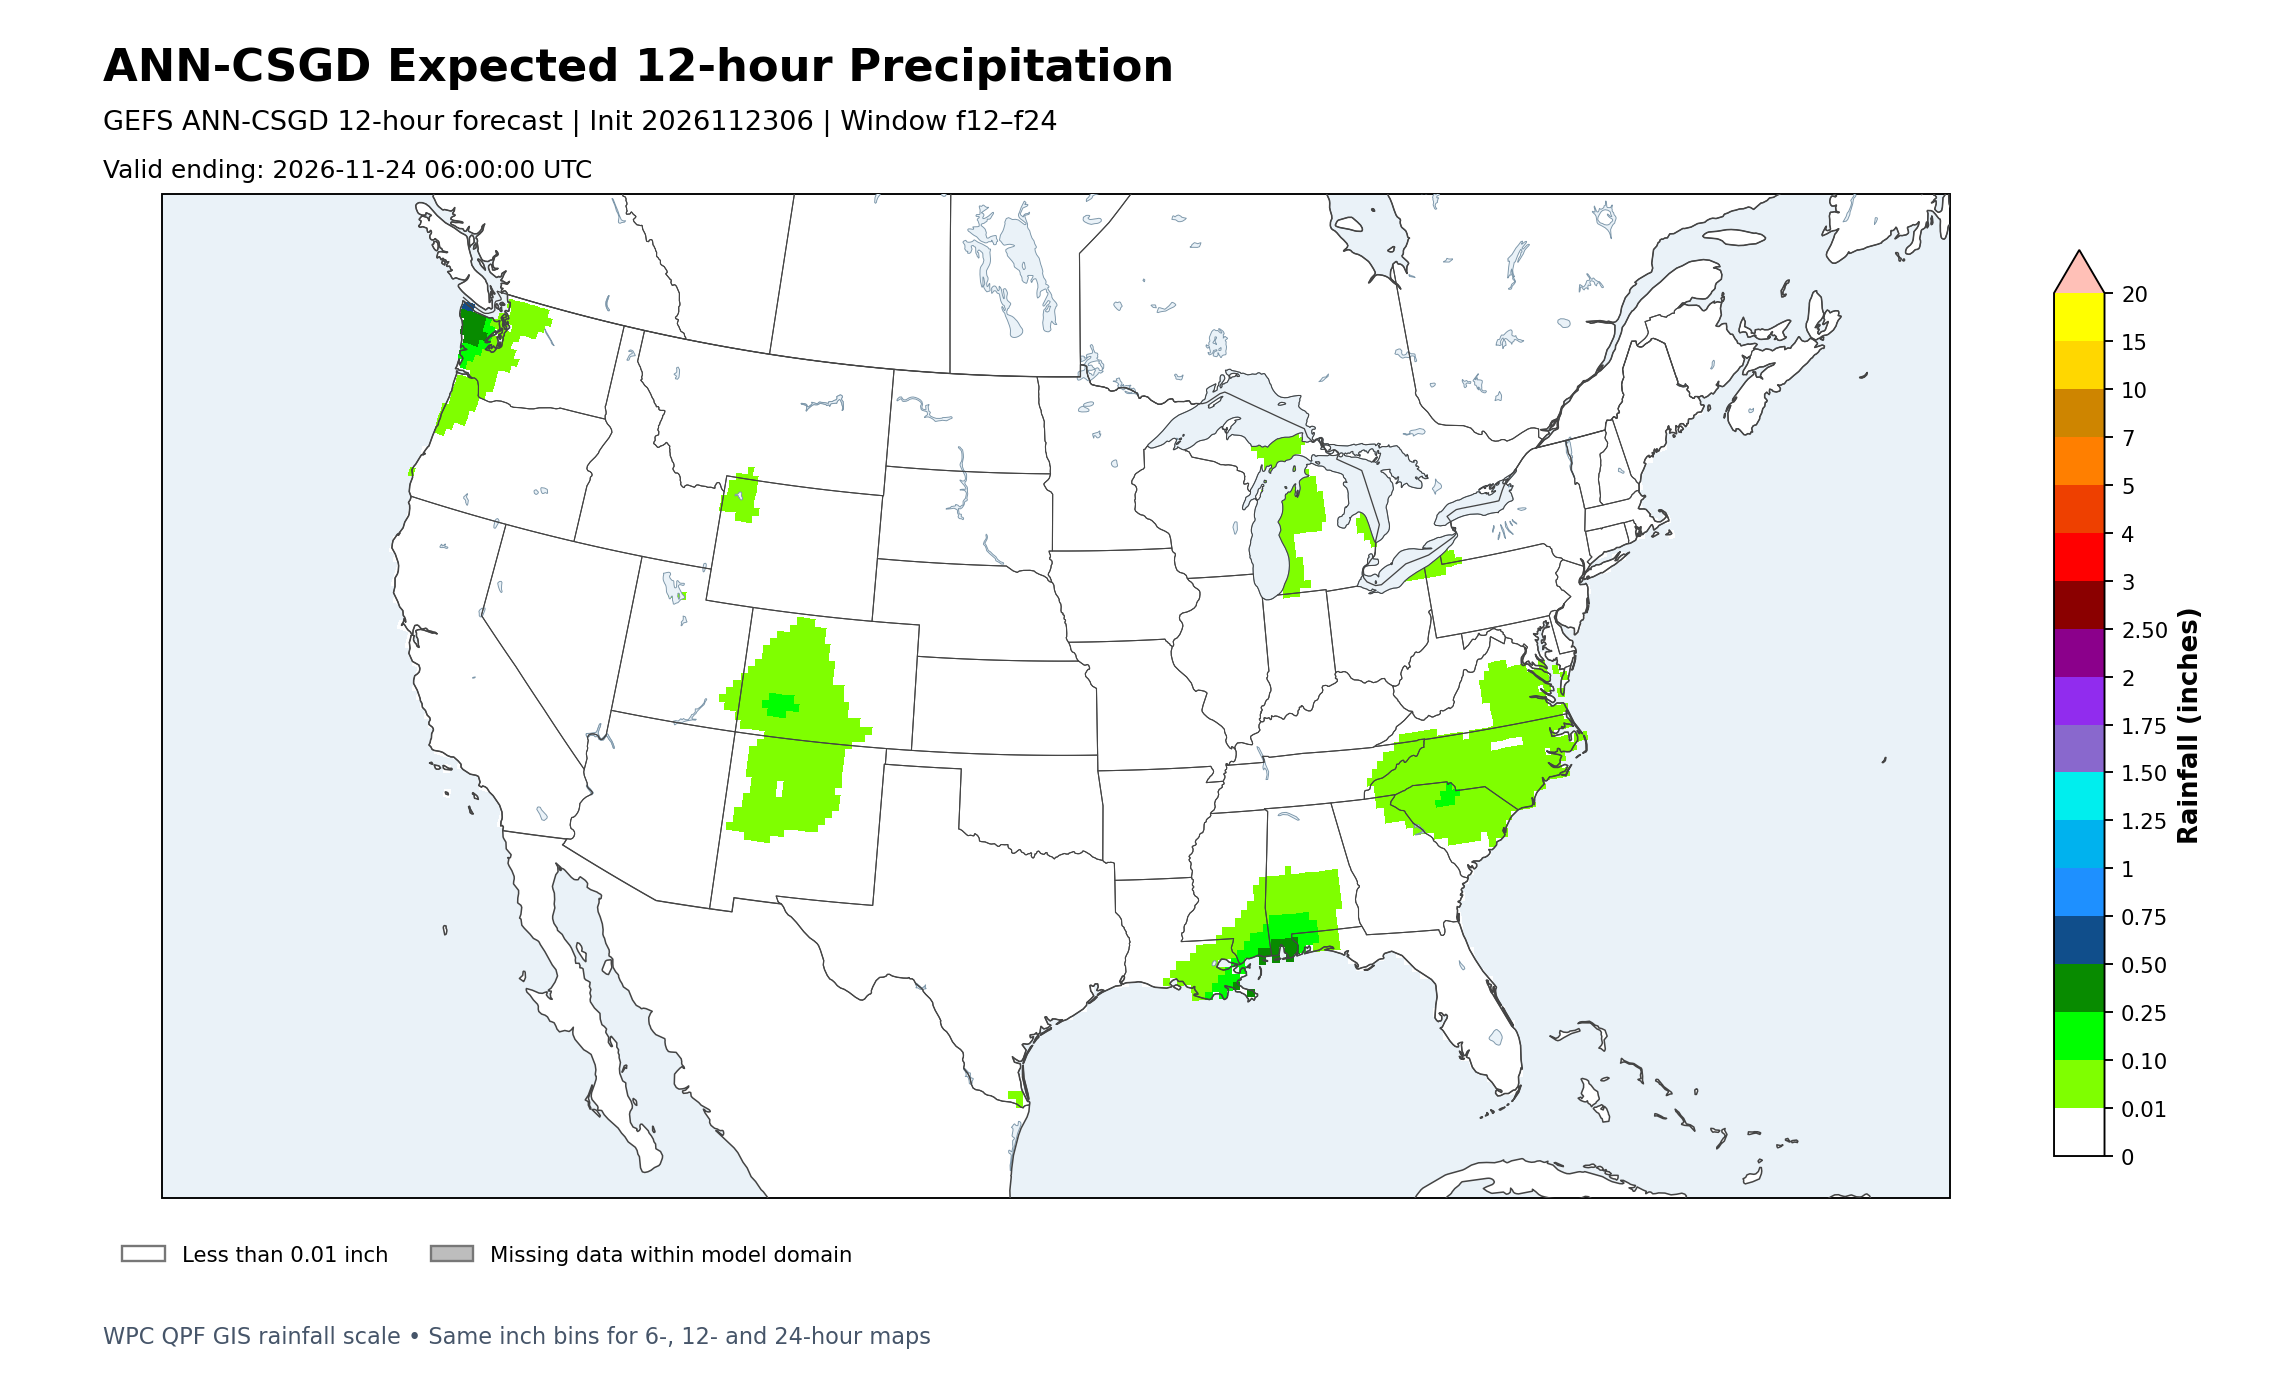 ANN-CSGD Expected 12-hour Precipitation
GEFS ANN-CSGD 12-hour forecast | Init 2026112306 | Window f12–f24
Valid ending: 2026-11-24 06:00:00 UTC
20
15
10
7
5
4
3
2.50
2
1.75
1.50
1.25
1
0.75
0.50
0.25
0.10
0.01
0
Rainfall (inches)
Less than 0.01 inch
Missing data within model domain
WPC QPF GIS rainfall scale • Same inch bins for 6-, 12- and 24-hour maps